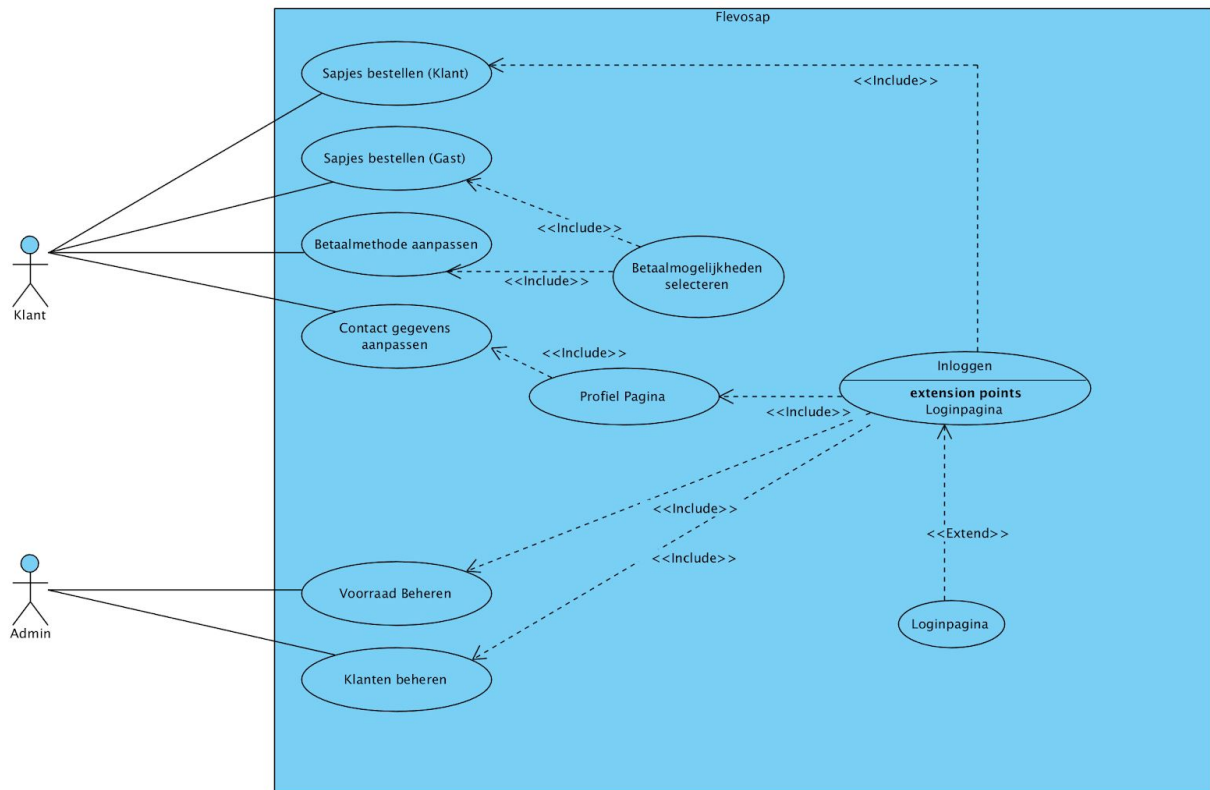 Flevosap
Sapjes bestellen (Klant)
<<Include>>
Sapjes bestellen (Gast)
<<Include>>
Betaalmethode aanpassen
Betaalmogelijkheden
selecteren
<<Include>>
Klant
Contact gegevens
aanpassen
<<Include>>
Inloggen
extension points
Loginpagina
Profiel Pagina
<<Include>>
<<Include>>
<<Extend>>
<<Include>>
Voorraad Beheren
Admin
Loginpagina
Klanten beheren